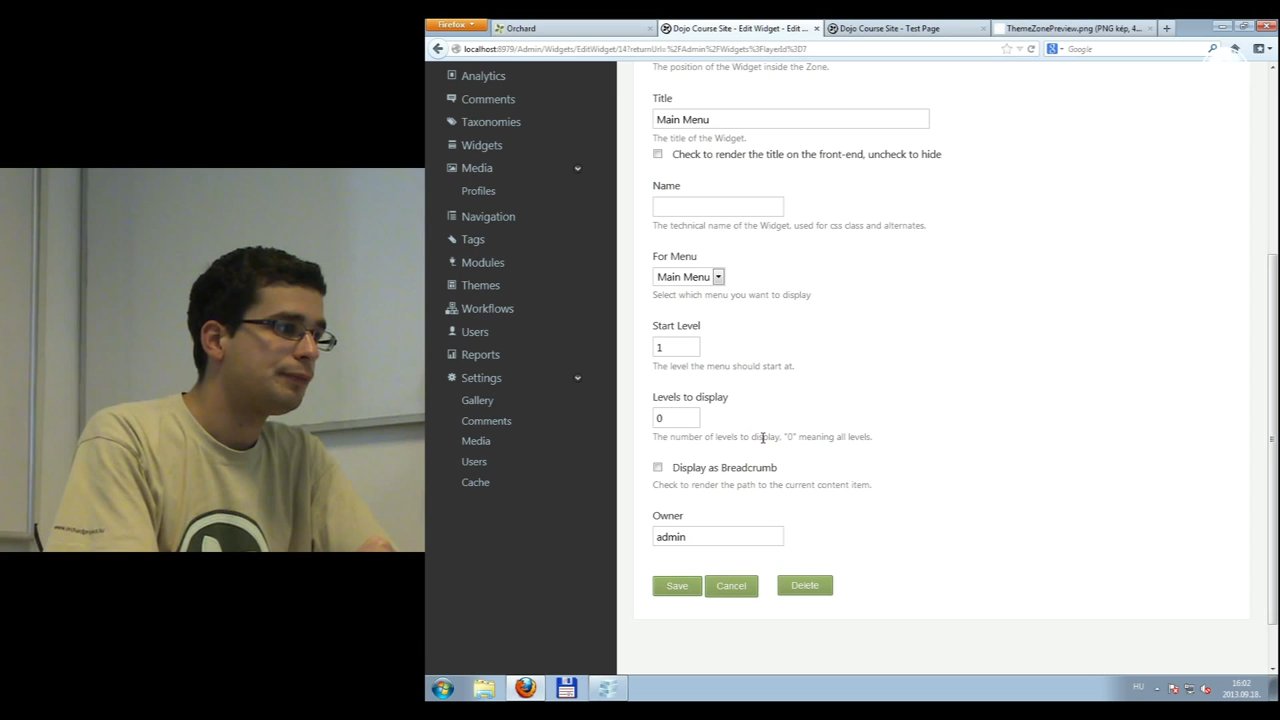 Firefox
Orchard
Dojo Course Site - Edit Widget - Edit ...
Dojo Course Site - Test Page
ThemeZonePreview.png (PNG kép, 4...
localhost:8979/Admin/Widgets/EditWidget/14?returnUrl=%2FAdmin%2FWidgets%3FlayerId%3D7
Google
Analytics
Comments
Taxonomies
Widgets
Media
Profiles
Navigation
Tags
Modules
Themes
Workflows
Users
Reports
Settings
Gallery
Comments
Media
Users
Cache
The position of the Widget inside the Zone.
Title
Main Menu
The title of the Widget.
Check to render the title on the front-end, uncheck to hide
Name
The technical name of the Widget, used for css class and alternates.
For Menu
Main Menu
Select which menu you want to display
Start Level
1
The level the menu should start at.
Levels to display
0
The number of levels to display, "0" meaning all levels.
Display as Breadcrumb
Check to render the path to the current content item.
Owner
admin
Save
Cancel
Delete
HU
16:02
2013.09.18.